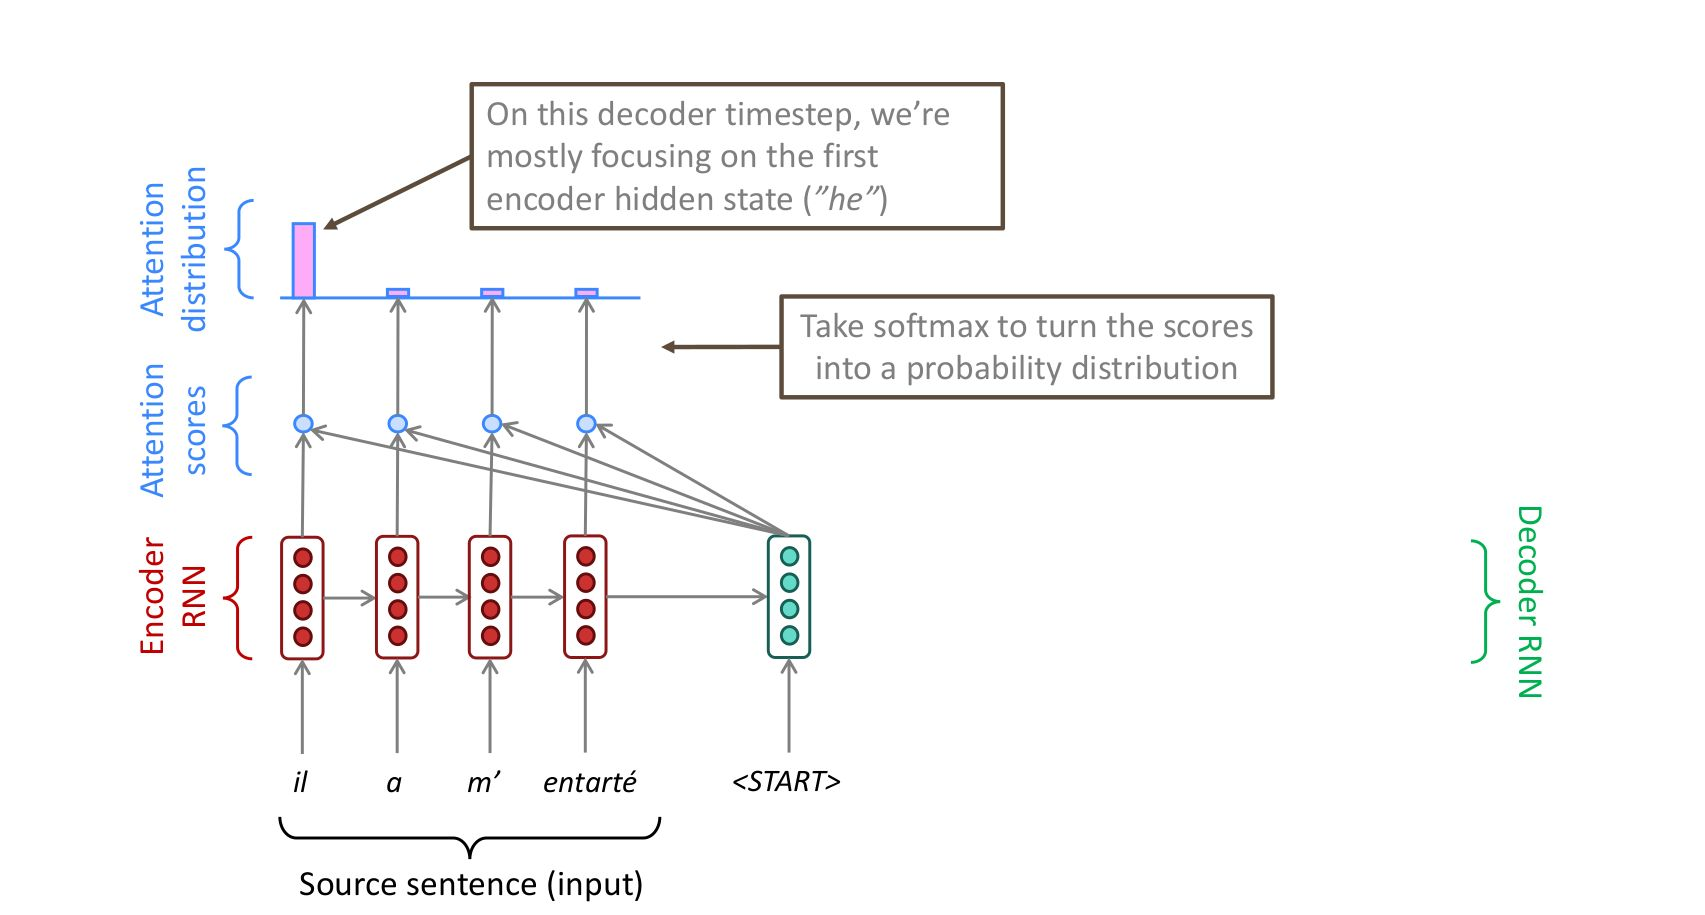 On this decoder timestep, we’re
mostly focusing on the first
encoder hidden state (”he”)
Attention
distribution
Take softmax to turn the scores
into a probability distribution
Attention
scores
Encoder
RNN
Decoder RNN
il a m’ entarté <START>
Source sentence (input)